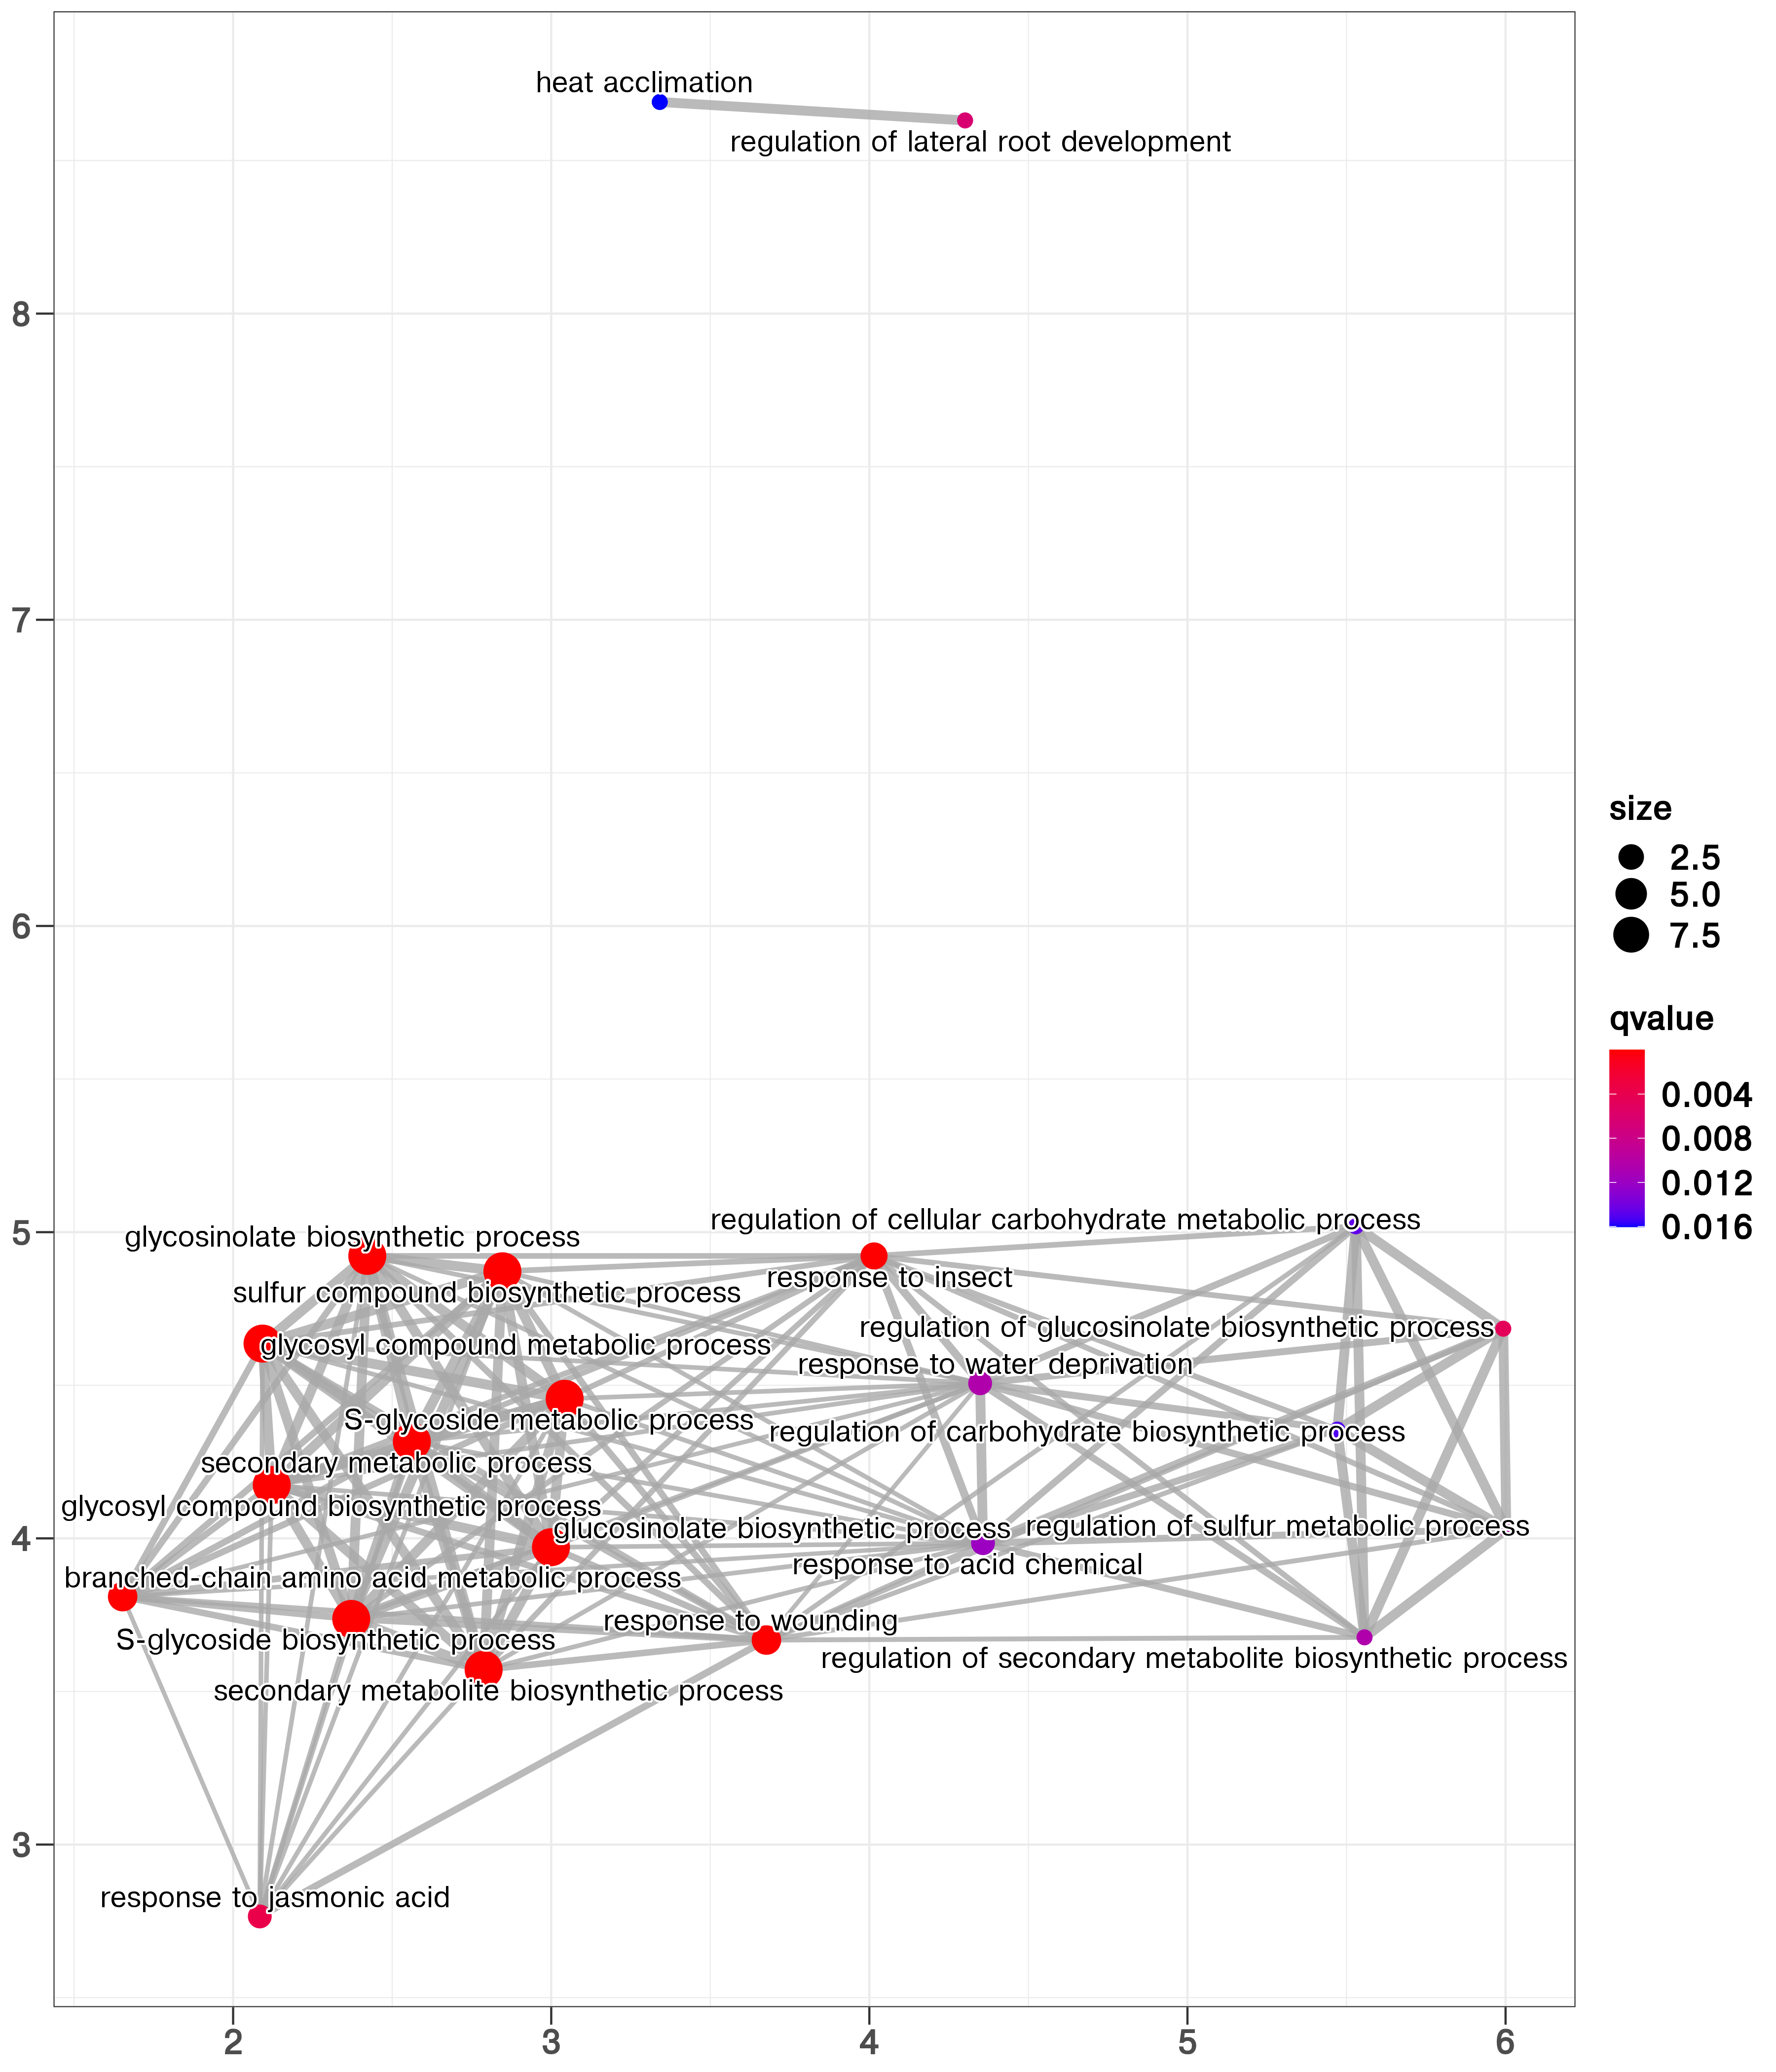 heat acclimation
regulation of lateral root development
8
7
6
5
4
3
regulation of cellular carbohydrate metabolic process
glycosinolate biosynthetic process
response to insect
sulfur compound biosynthetic process
regulation of glucosinolate biosynthetic process
glycosyl compound metabolic process
response to water deprivation
S-glycoside metabolic process
regulation of carbohydrate biosynthetic process
secondary metabolic process
glycosyl compound biosynthetic process
glucosinolate biosynthetic process
regulation of sulfur metabolic process
response to acid chemical
branched-chain amino acid metabolic process
response to wounding
S-glycoside biosynthetic process
regulation of secondary metabolite biosynthetic process
secondary metabolite biosynthetic process
response to jasmonic acid
2
3
4
5
6
size
2.5
5.0
7.5
qvalue
0.004
0.008
0.012
0.016